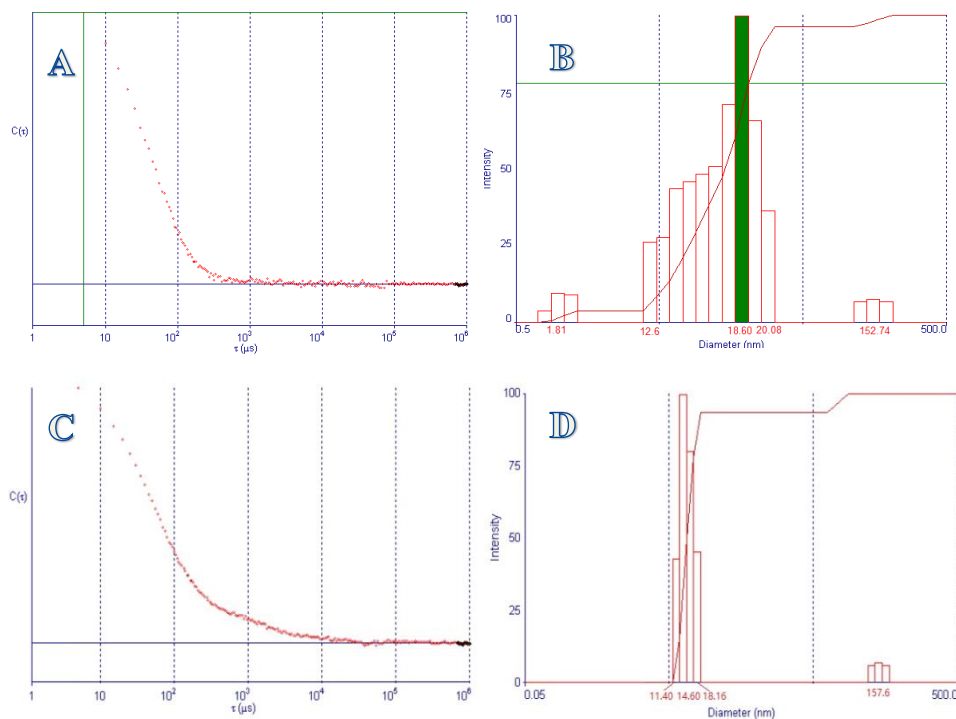 A
C(τ)
1 10 10² 10³ 10⁴ 10⁵ 10⁶
τ (μs)
B
100
75
50
25
0
Intensity
0.5 500.0
1.81 12.6 18.60 20.08 152.74
Diameter (nm)
C
C(τ)
1 10 10² 10³ 10⁴ 10⁵ 10⁶
τ (μs)
D
100
75
50
25
0
Intensity
0.05 500.0
11.40 14.60 18.16 157.6
Diameter (nm)